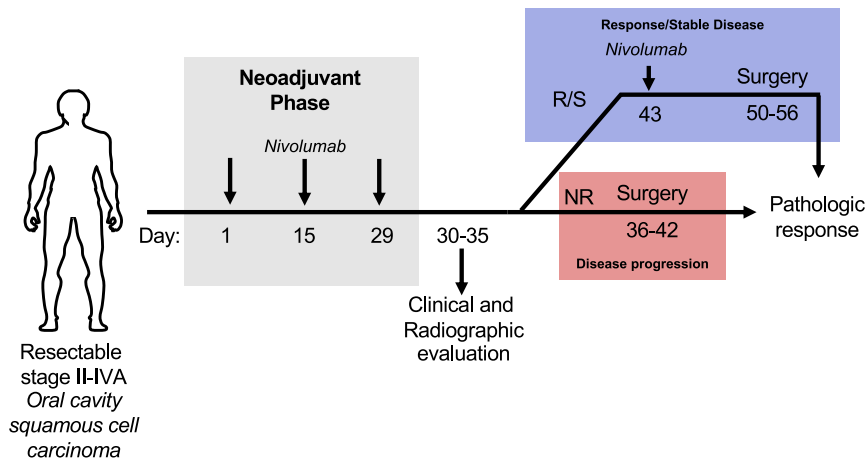 Response/Stable Disease
Nivolumab
Surgery
R/S
43
50-56
Neoadjuvant
Phase
Nivolumab
NR
Surgery
Day:
1
15
29
30-35
36-42
Disease progression
Pathologic
response
Clinical and
Radiographic
evaluation
Resectable
stage II-IVA
Oral cavity
squamous cell
carcinoma